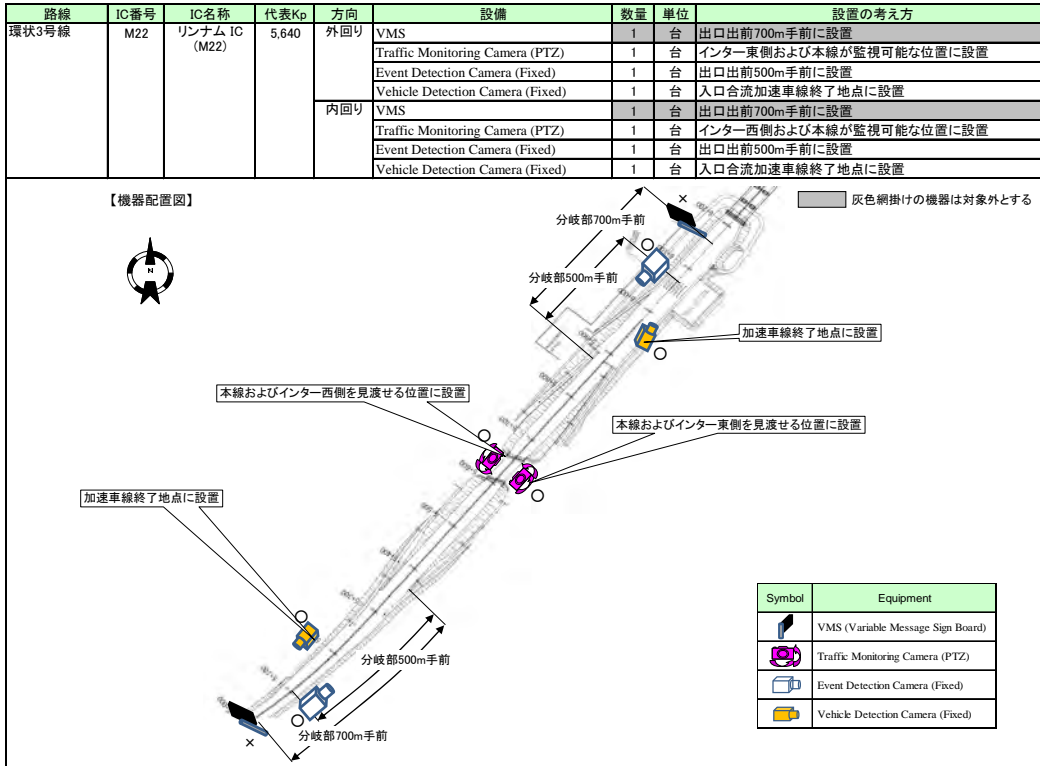 路線 IC番号 IC名称 代表Kp 方向 設備 数量 単位 設置の考え方
環状3号線 M22 リンナム IC (M22) 5,640 外回り VMS 1 台 出口出前700m手前に設置
Traffic Monitoring Camera (PTZ) 1 台 インター東側および本線が監視可能な位置に設置
Event Detection Camera (Fixed) 1 台 出口出前500m手前に設置
Vehicle Detection Camera (Fixed) 1 台 入口合流加速車線終了地点に設置
内回り VMS 1 台 出口出前700m手前に設置
Traffic Monitoring Camera (PTZ) 1 台 インター西側および本線が監視可能な位置に設置
Event Detection Camera (Fixed) 1 台 出口出前500m手前に設置
Vehicle Detection Camera (Fixed) 1 台 入口合流加速車線終了地点に設置
【機器配置図】
灰色網掛けの機器は対象外とする
N
×
分岐部700m手前
○
分岐部500m手前
加速車線終了地点に設置
○
本線およびインター西側を見渡せる位置に設置
本線およびインター東側を見渡せる位置に設置
○
○
加速車線終了地点に設置
○
分岐部500m手前
○
分岐部700m手前
×
Symbol Equipment
VMS (Variable Message Sign Board)
Traffic Monitoring Camera (PTZ)
Event Detection Camera (Fixed)
Vehicle Detection Camera (Fixed)